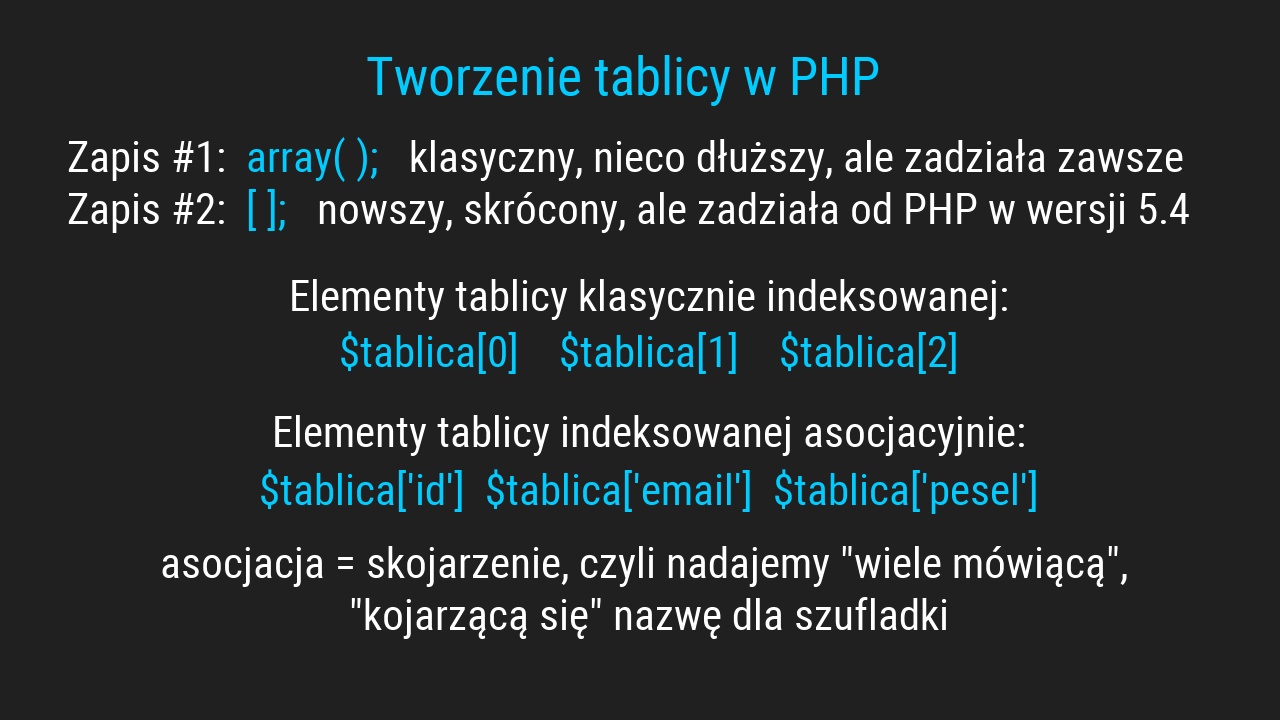 Tworzenie tablicy w PHP
Zapis #1: array( ); klasyczny, nieco dłuższy, ale zadziała zawsze
Zapis #2: [ ]; nowszy, skrócony, ale zadziała od PHP w wersji 5.4
Elementy tablicy klasycznie indeksowanej:
$tablica[0] $tablica[1] $tablica[2]
Elementy tablicy indeksowanej asocjacyjnie:
$tablica['id'] $tablica['email'] $tablica['pesel']
asocjacja = skojarzenie, czyli nadajemy "wiele mówiącą",
"kojarzącą się" nazwę dla szufladki